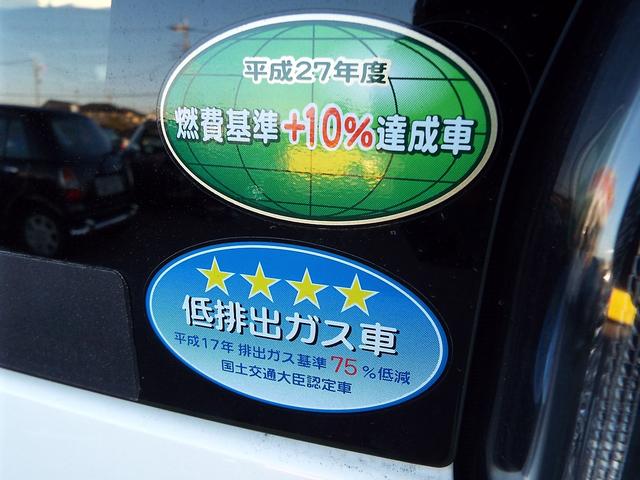 平成27年度
燃費基準+10%達成車
低排出ガス車
平成17年 排出ガス基準75%低減
国土交通大臣認定車